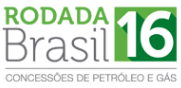 RODADA
Brasil 16
CONCESSÕES DE PETRÓLEO E GÁS